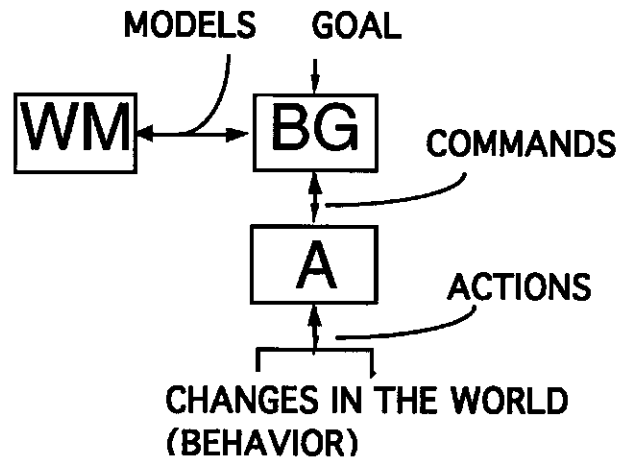 MODELS GOAL
WM BG
COMMANDS
A
ACTIONS
CHANGES IN THE WORLD
(BEHAVIOR)